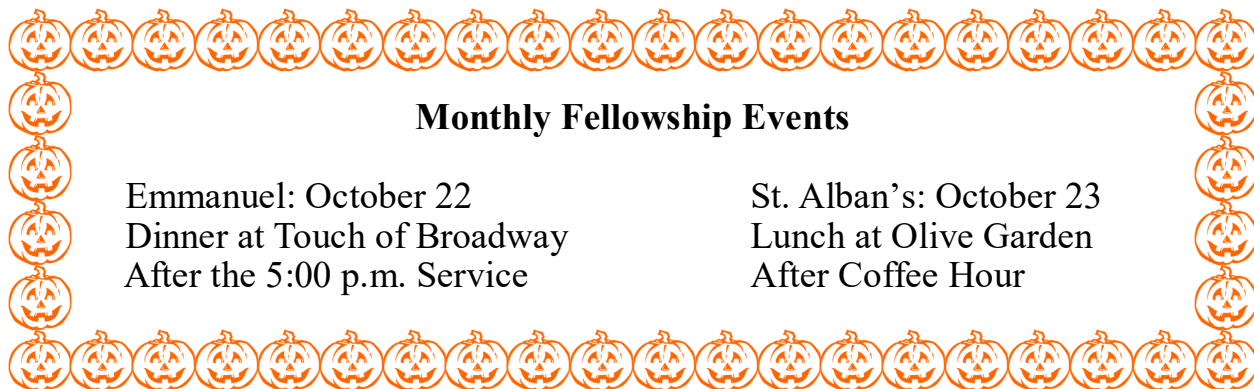 Monthly Fellowship Events
Emmanuel: October 22
Dinner at Touch of Broadway
After the 5:00 p.m. Service
St. Alban’s: October 23
Lunch at Olive Garden
After Coffee Hour